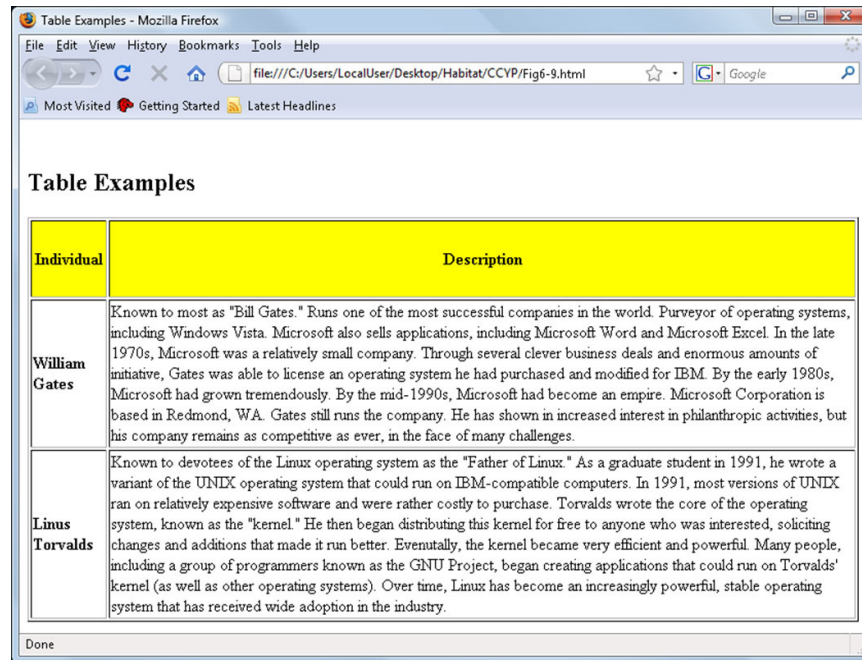 Table Examples - Mozilla Firefox
File Edit View History Bookmarks Tools Help
file:///C:/Users/LocalUser/Desktop/Habitat/CCYP/Fig6-9.html
G Google
Most Visited Getting Started Latest Headlines
Table Examples
Individual Description
William Gates
Known to most as "Bill Gates." Runs one of the most successful companies in the world. Purveyor of operating systems,
including Windows Vista. Microsoft also sells applications, including Microsoft Word and Microsoft Excel. In the late
1970s, Microsoft was a relatively small company. Through several clever business deals and enormous amounts of
initiative, Gates was able to license an operating system he had purchased and modified for IBM. By the early 1980s,
Microsoft had grown tremendously. By the mid-1990s, Microsoft had become an empire. Microsoft Corporation is
based in Redmond, WA. Gates still runs the company. He has shown in increased interest in philanthropic activities, but
his company remains as competitive as ever, in the face of many challenges.
Linus
Torvalds
Known to devotees of the Linux operating system as the "Father of Linux." As a graduate student in 1991, he wrote a
variant of the UNIX operating system that could run on IBM-compatible computers. In 1991, most versions of UNIX
ran on relatively expensive software and were rather costly to purchase. Torvalds wrote the core of the operating
system, known as the "kernel." He then began distributing this kernel for free to anyone who was interested, soliciting
changes and additions that made it run better. Evenutally, the kernel became very efficient and powerful. Many people,
including a group of programmers known as the GNU Project, began creating applications that could run on Torvalds'
kernel (as well as other operating systems). Over time, Linux has become an increasingly powerful, stable operating
system that has received wide adoption in the industry.
Done